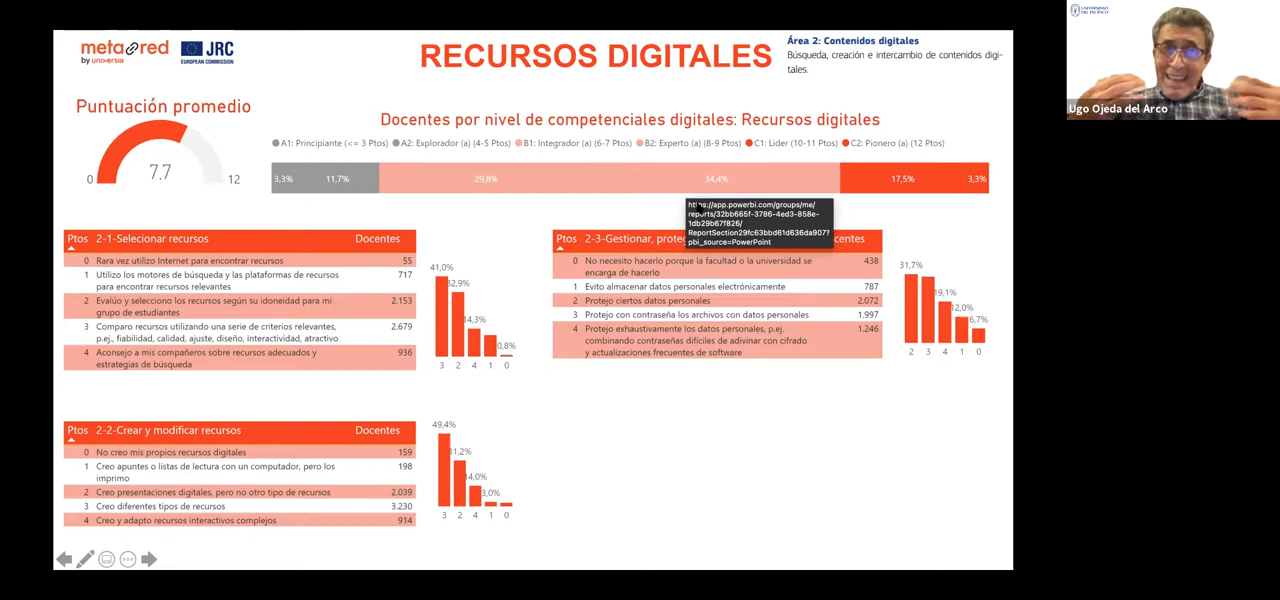 meta red
by universia
JRC
EUROPEAN COMMISSION
RECURSOS DIGITALES
Área 2: Contenidos digitales
Búsqueda, creación e intercambio de contenidos digi-
tales.
UNIVERSIDAD
DEL PACÍFICO
Ugo Ojeda del Arco
Puntuación promedio
7.7
0
12
Docentes por nivel de competenciales digitales: Recursos digitales
A1: Principiante (<= 3 Ptos) A2: Explorador (a) (4-5 Ptos) B1: Integrador (a) (6-7 Ptos) B2: Experto (a) (8-9 Ptos) C1: Lider (10-11 Ptos) C2: Pionero (a) (12 Ptos)
3,3% 11,7% 29,8% 34,4% 17,5% 3,3%
https://app.powerbi.com/groups/me/
reports/32bb665f-3786-4ed3-858e-
1db29b67f826/
ReportSection29fc63bbd61d636da907?
pbi_source=PowerPoint
Ptos 2-1-Selecionar recursos Docentes
0 Rara vez utilizo Internet para encontrar recursos 55
1 Utilizo los motores de búsqueda y las plataformas de recursos 717
para encontrar recursos relevantes
2 Evalúo y selecciono los recursos según su idoneidad para mi 2.153
grupo de estudiantes
3 Comparo recursos utilizando una serie de criterios relevantes, 2.679
p.ej., fiabilidad, calidad, ajuste, diseño, interactividad, atractivo
4 Aconsejo a mis compañeros sobre recursos adecuados y 936
estrategias de búsqueda
41,0%
32,9%
14,3%
0,8%
3 2 4 1 0
Ptos 2-3-Gestionar, prote centes
0 No necesito hacerlo porque la facultad o la universidad se 438
encarga de hacerlo
1 Evito almacenar datos personales electrónicamente 787
2 Protejo ciertos datos personales 2.072
3 Protejo con contraseña los archivos con datos personales 1.997
4 Protejo exhaustivamente los datos personales, p.ej. 1.246
combinando contraseñas difíciles de adivinar con cifrado
y actualizaciones frecuentes de software
31,7%
19,1%
12,0%
6,7%
2 3 4 1 0
Ptos 2-2-Crear y modificar recursos Docentes
0 No creo mis propios recursos digitales 159
1 Creo apuntes o listas de lectura con un computador, pero los 198
imprimo
2 Creo presentaciones digitales, pero no otro tipo de recursos 2.039
3 Creo diferentes tipos de recursos 3.230
4 Creo y adapto recursos interactivos complejos 914
49,4%
31,2%
14,0%
3,0%
3 2 4 1 0